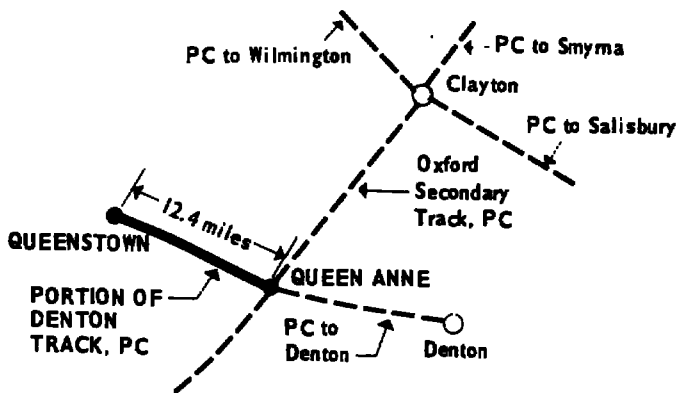 PC to Wilmington
PC to Smyrna
Clayton
PC to Salisbury
Oxford
Secondary
Track, PC
12.4 miles
QUEENSTOWN
QUEEN ANNE
PORTION OF
DENTON
TRACK, PC
PC to
Denton
Denton